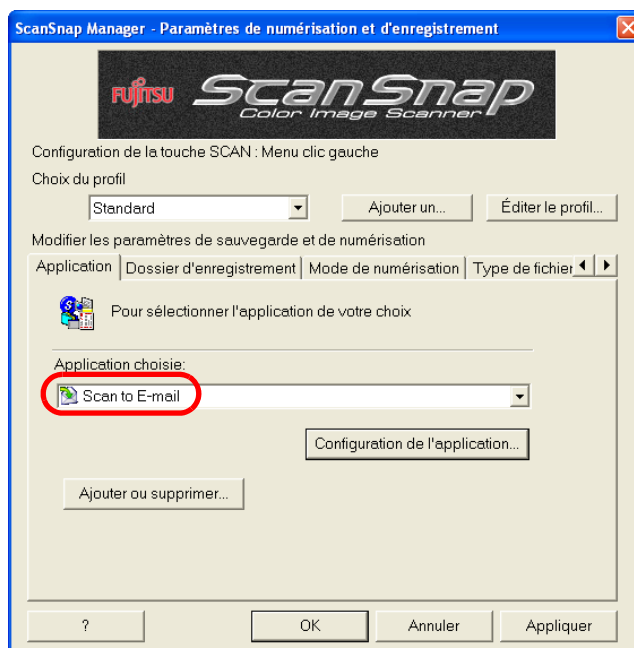 ScanSnap Manager - Paramètres de numérisation et d'enregistrement
FUJITSU ScanSnap
Color Image Scanner
Configuration de la touche SCAN : Menu clic gauche
Choix du profil
Standard Ajouter un... Éditer le profil...
Modifier les paramètres de sauvegarde et de numérisation
Application Dossier d'enregistrement Mode de numérisation Type de fichier
Pour sélectionner l'application de votre choix
Application choisie:
Scan to E-mail
Configuration de l'application...
Ajouter ou supprimer...
? OK Annuler Appliquer